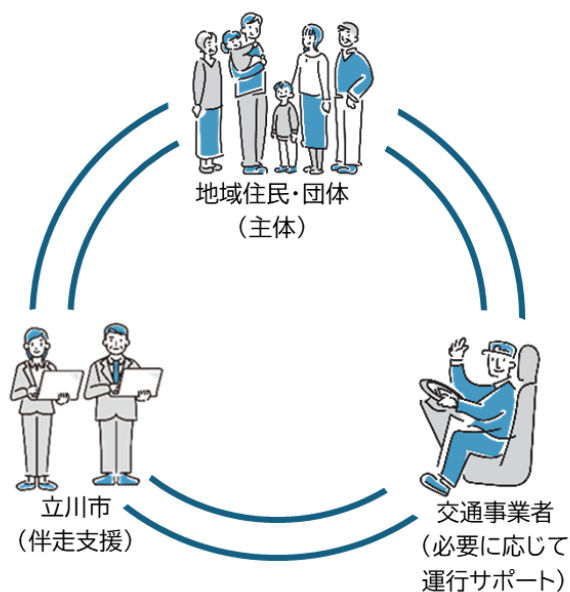 地域住民・団体
（主体）
立川市
（伴走支援）
交通事業者
（必要に応じて
運行サポート）